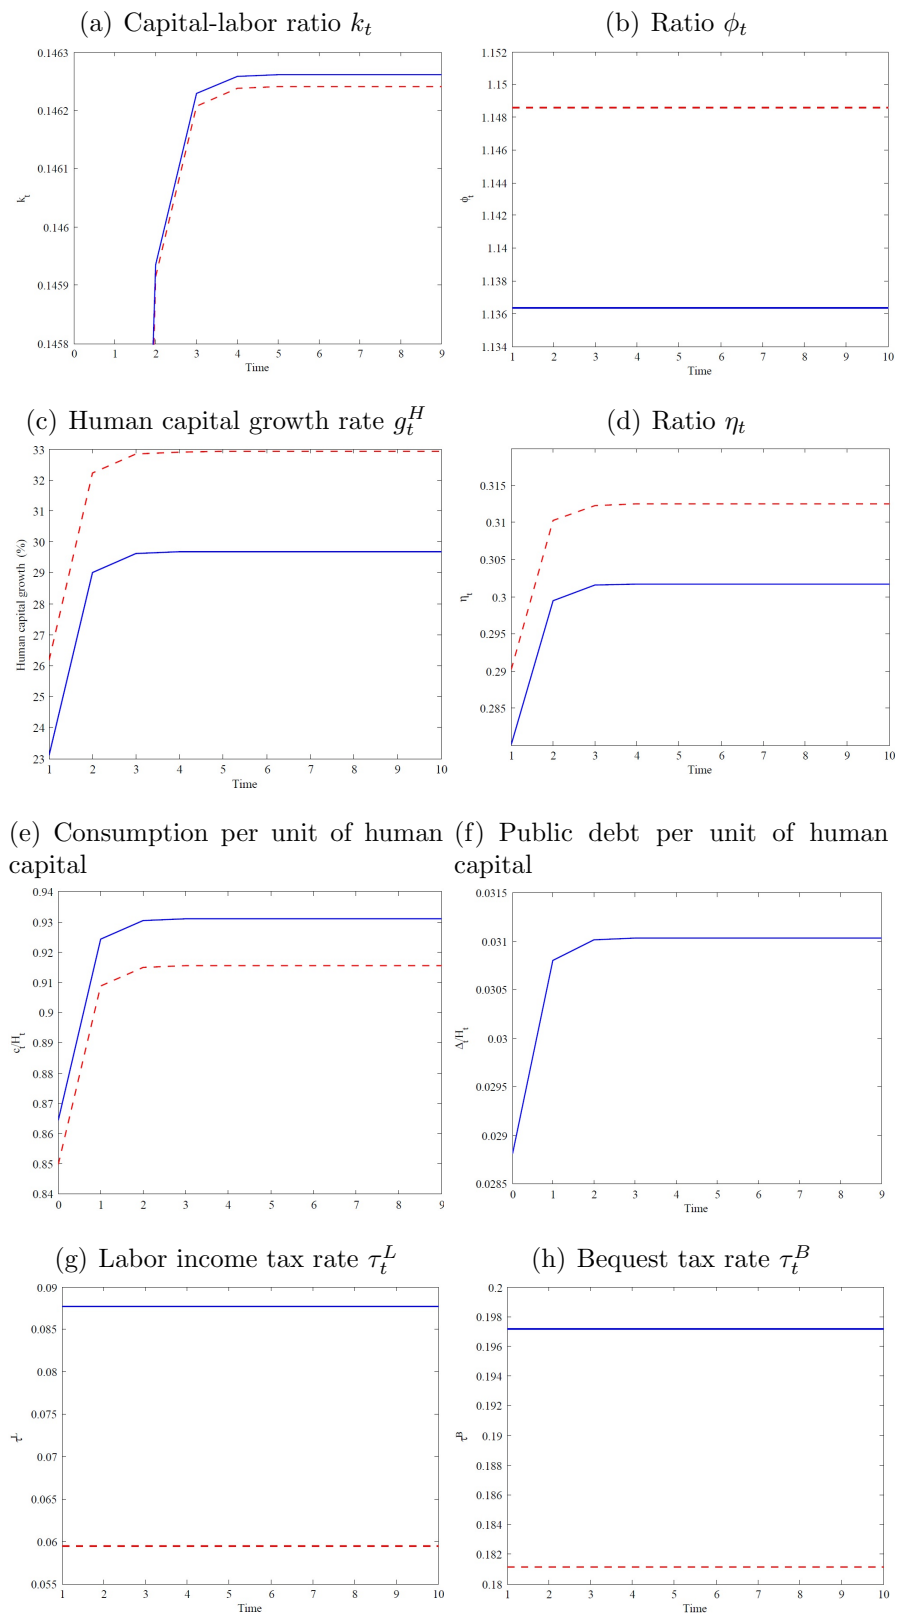 (a) Capital-labor ratio k_t
(b) Ratio ϕ_t
0.1463
0.1462
0.1461
0.146
0.1459
0.1458
k_t
0 1 2 3 4 5 6 7 8 9
Time
1.152
1.15
1.148
1.146
1.144
1.142
1.14
1.138
1.136
1.134
ϕ_t
1 2 3 4 5 6 7 8 9 10
Time
(c) Human capital growth rate g_t^H
(d) Ratio η_t
33
32
31
30
29
28
27
26
25
24
23
Human capital growth (%)
1 2 3 4 5 6 7 8 9 10
Time
0.315
0.31
0.305
0.3
0.295
0.29
0.285
η_t
1 2 3 4 5 6 7 8 9 10
Time
(e) Consumption per unit of human
capital
(f) Public debt per unit of human
capital
0.94
0.93
0.92
0.91
0.9
0.89
0.88
0.87
0.86
0.85
0.84
c_t/H_t
0 1 2 3 4 5 6 7 8 9
Time
0.0315
0.031
0.0305
0.03
0.0295
0.029
0.0285
Δ_t/H_t
0 1 2 3 4 5 6 7 8 9
Time
(g) Labor income tax rate τ_t^L
(h) Bequest tax rate τ_t^B
0.09
0.085
0.08
0.075
0.07
0.065
0.06
0.055
τ^L
1 2 3 4 5 6 7 8 9 10
Time
0.2
0.198
0.196
0.194
0.192
0.19
0.188
0.186
0.184
0.182
0.18
τ^B
1 2 3 4 5 6 7 8 9 10
Time